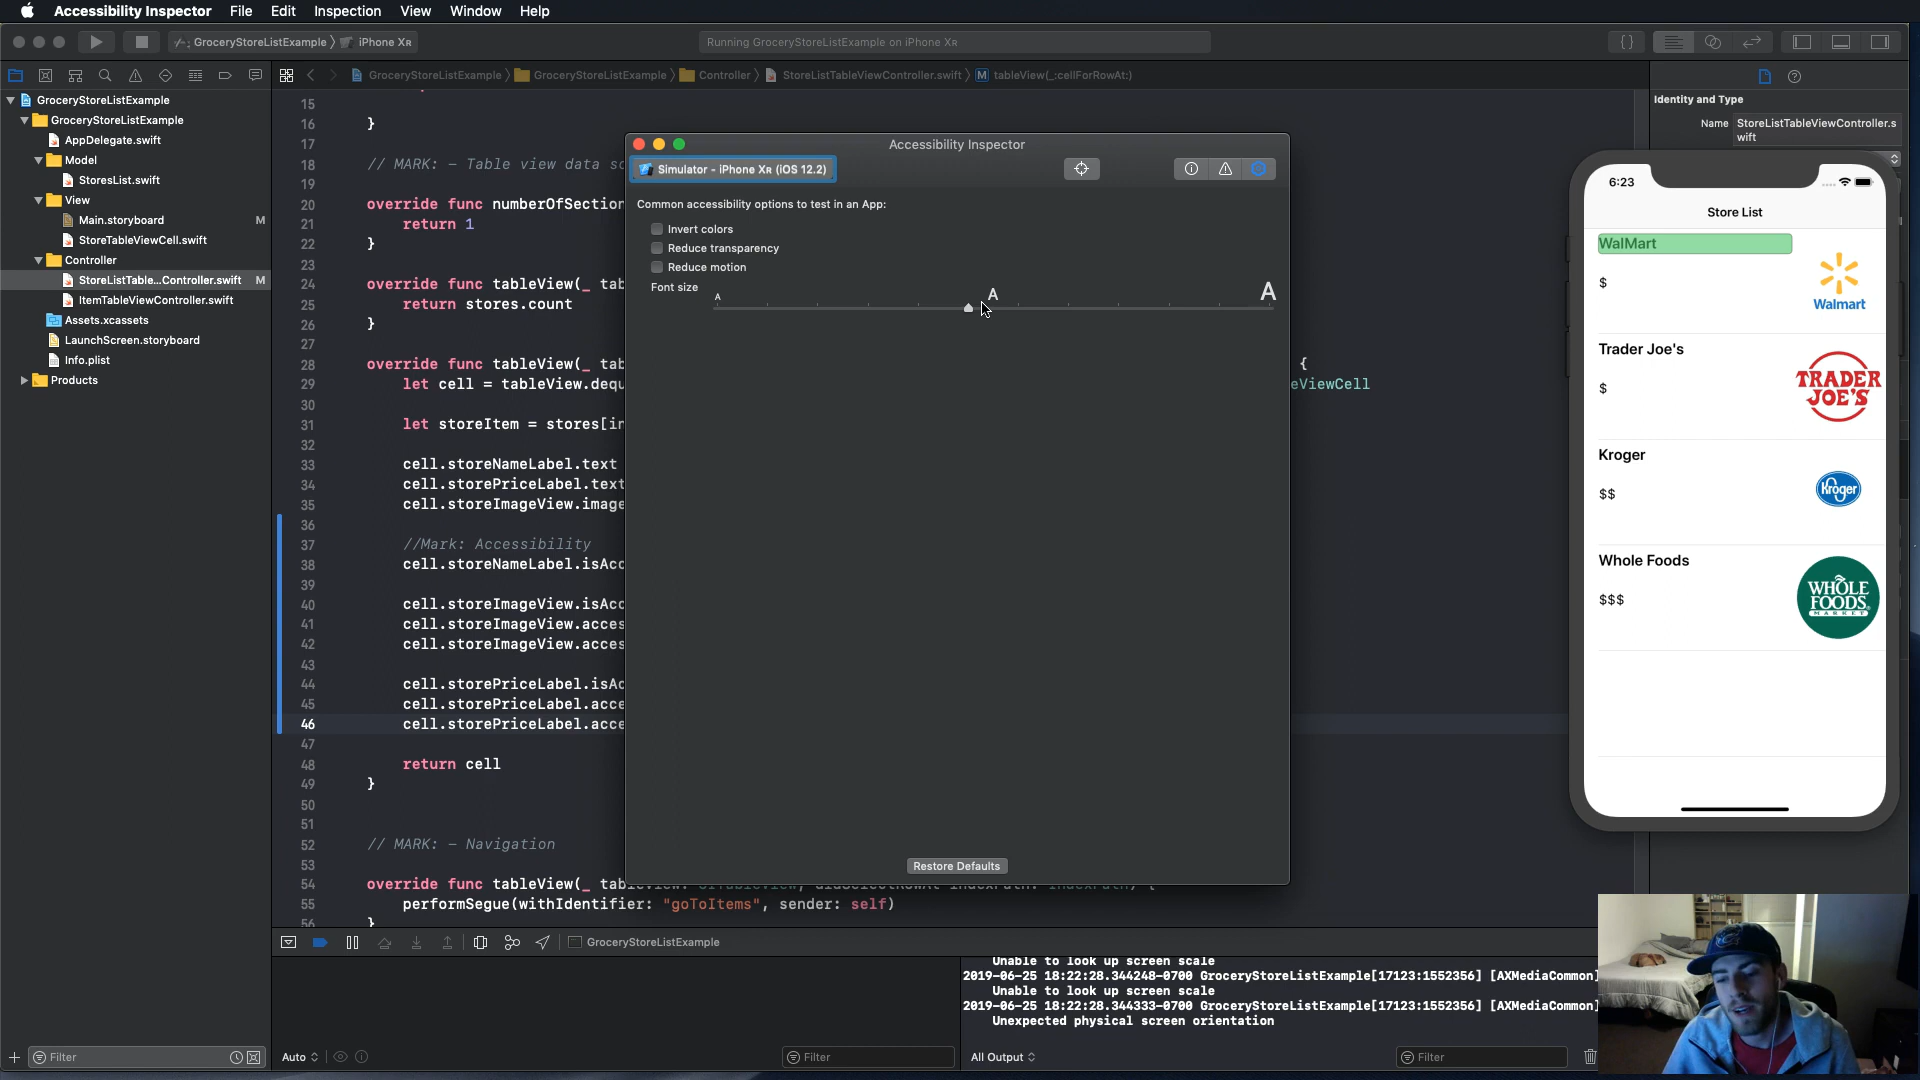 Accessibility Inspector File Edit Inspection View Window Help
GroceryStoreListExample iPhone XR
Running GroceryStoreListExample on iPhone XR
GroceryStoreListExample GroceryStoreListExample Controller StoreListTableViewController.swift M tableView(_:cellForRowAt:)
GroceryStoreListExample
GroceryStoreListExample
AppDelegate.swift
Model
StoresList.swift
View
Main.storyboard M
StoreTableViewCell.swift
Controller
StoreListTable...Controller.swift M
ItemTableViewController.swift
Assets.xcassets
LaunchScreen.storyboard
Info.plist
Products
Filter
15
16 }
17
18 // MARK: - Table view data so
19
20 override func numberOfSection
21 return 1
22 }
23
24 override func tableView(_ tab
25 return stores.count
26 }
27
28 override func tableView(_ tab {
29 let cell = tableView.dequ eViewCell
30
31 let storeItem = stores[in
32
33 cell.storeNameLabel.text
34 cell.storePriceLabel.text
35 cell.storeImageView.image
36
37 //Mark: Accessibility
38 cell.storeNameLabel.isAcc
39
40 cell.storeImageView.isAcc
41 cell.storeImageView.acces
42 cell.storeImageView.acces
43
44 cell.storePriceLabel.isAc
45 cell.storePriceLabel.acce
46 cell.storePriceLabel.acce
47
48 return cell
49 }
50
51
52 // MARK: - Navigation
53
54 override func tableView(_ tableView: UITableView, didSelectRowAt indexPath: IndexPath) {
55 performSegue(withIdentifier: "goToItems", sender: self)
56 }
Accessibility Inspector
Simulator - iPhone XR (iOS 12.2)
Common accessibility options to test in an App:
Invert colors
Reduce transparency
Reduce motion
Font size A A A
Restore Defaults
Identity and Type
Name StoreListTableViewController.s
wift
6:23
Store List
WalMart
$
Walmart
Trader Joe's
$
TRADER
JOE'S
Kroger
$$
Kroger
Whole Foods
$$$
WHOLE
FOODS
MARKET
GroceryStoreListExample
Unable to look up screen scale
2019-06-25 18:22:28.344248-0700 GroceryStoreListExample[17123:1552356] [AXMediaCommon]
Unable to look up screen scale
2019-06-25 18:22:28.344333-0700 GroceryStoreListExample[17123:1552356] [AXMediaCommon]
Unexpected physical screen orientation
Auto Filter All Output Filter